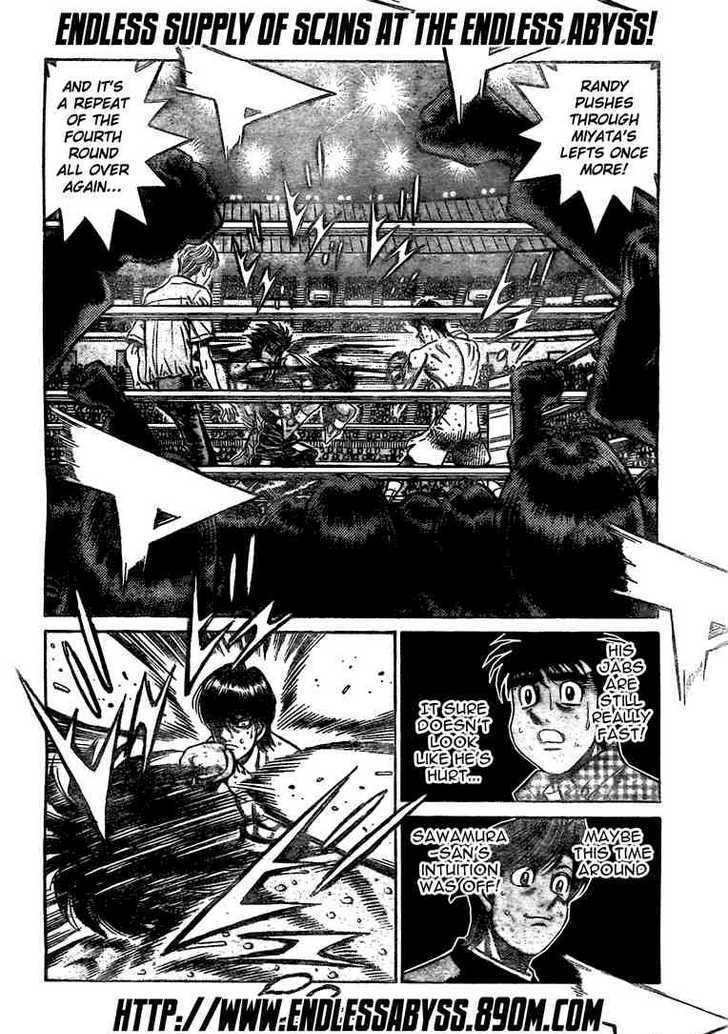 ENDLESS SUPPLY OF SCANS AT THE ENDLESS ABYSS!
RANDY
PUSHES
THROUGH
MIYATA'S
LEFTS ONCE
MORE!
AND IT'S
A REPEAT
OF THE
FOURTH
ROUND
ALL OVER
AGAIN...
HIS
JABS
ARE
STILL
REALLY
FAST!
IT SURE
DOESN'T
LOOK
LIKE HE'S
HURT...
MAYBE
THIS TIME
AROUND
SAWAMURA
-SAN'S
INTUITION
WAS OFF!
HTTP://WWW.ENDLESSABYSS.890M.COM